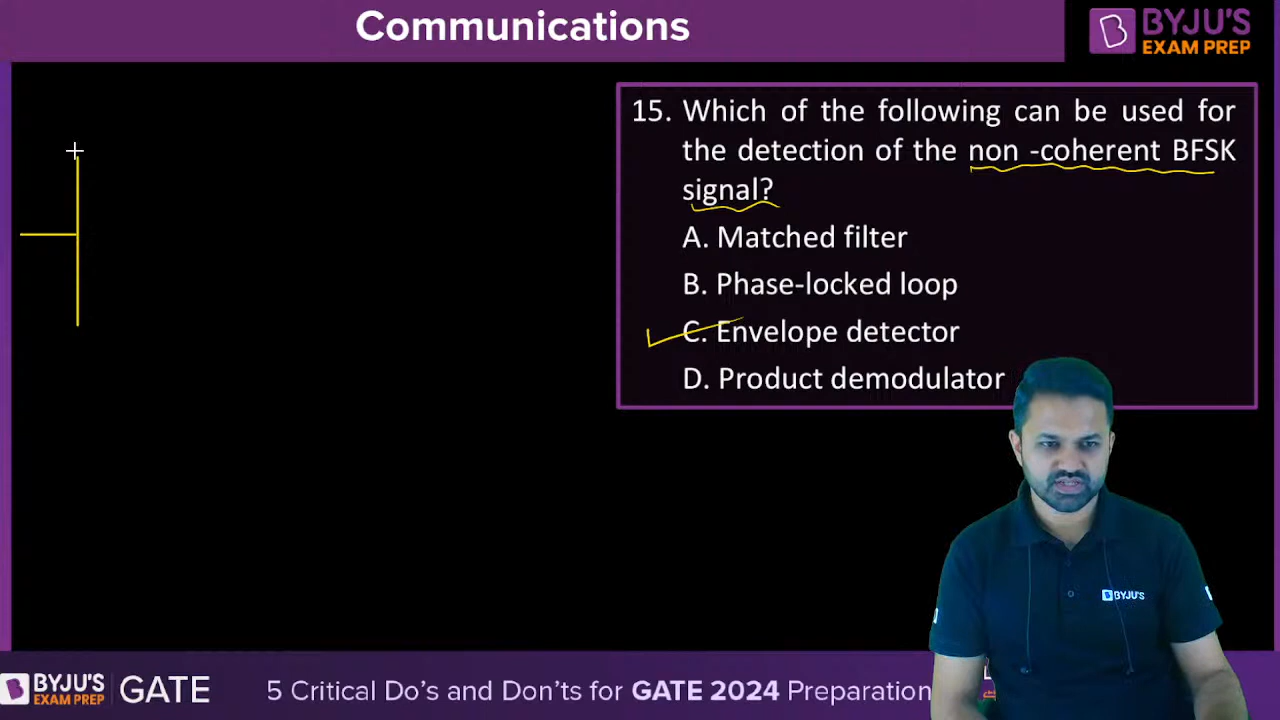 Communications
BYJU'S
EXAM PREP
15. Which of the following can be used for
the detection of the non -coherent BFSK
signal?
A. Matched filter
B. Phase-locked loop
C. Envelope detector
D. Product demodulator
BYJU'S
BYJU'S
EXAM PREP
GATE
5 Critical Do's and Don'ts for GATE 2024 Preparation